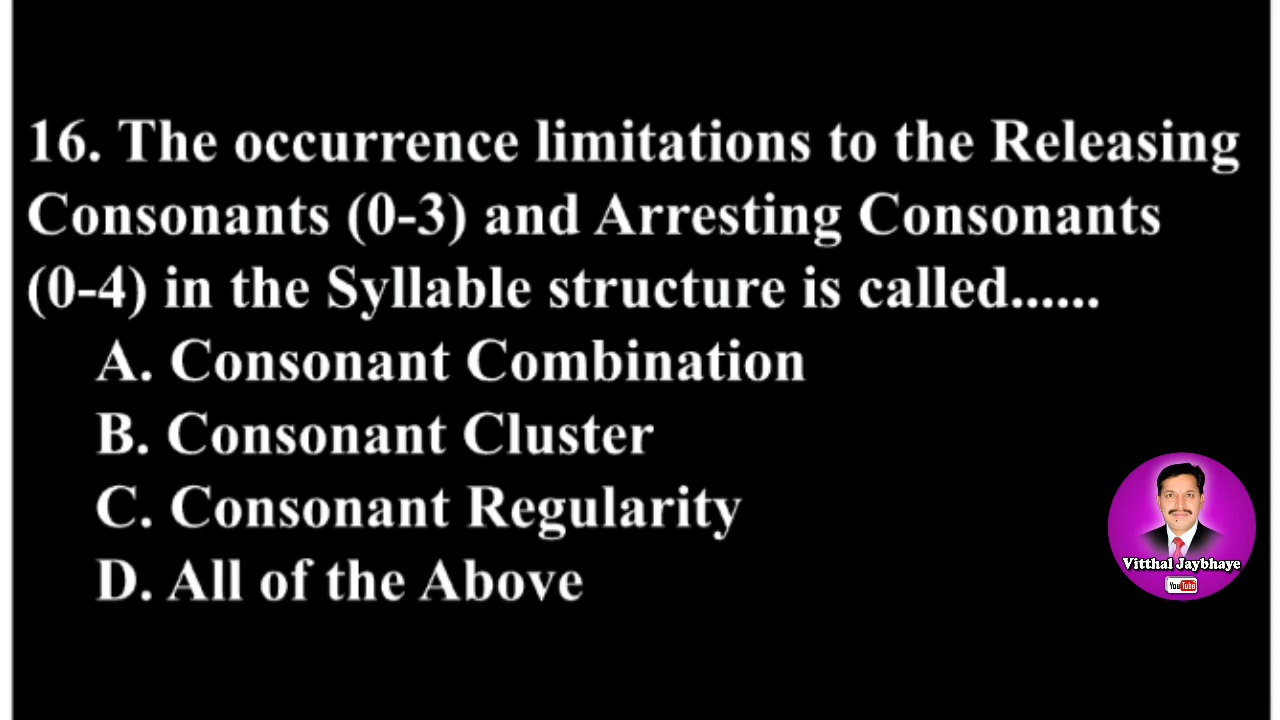 16. The occurrence limitations to the Releasing
Consonants (0-3) and Arresting Consonants
(0-4) in the Syllable structure is called......
A. Consonant Combination
B. Consonant Cluster
C. Consonant Regularity
D. All of the Above
Vitthal Jaybhaye
YouTube